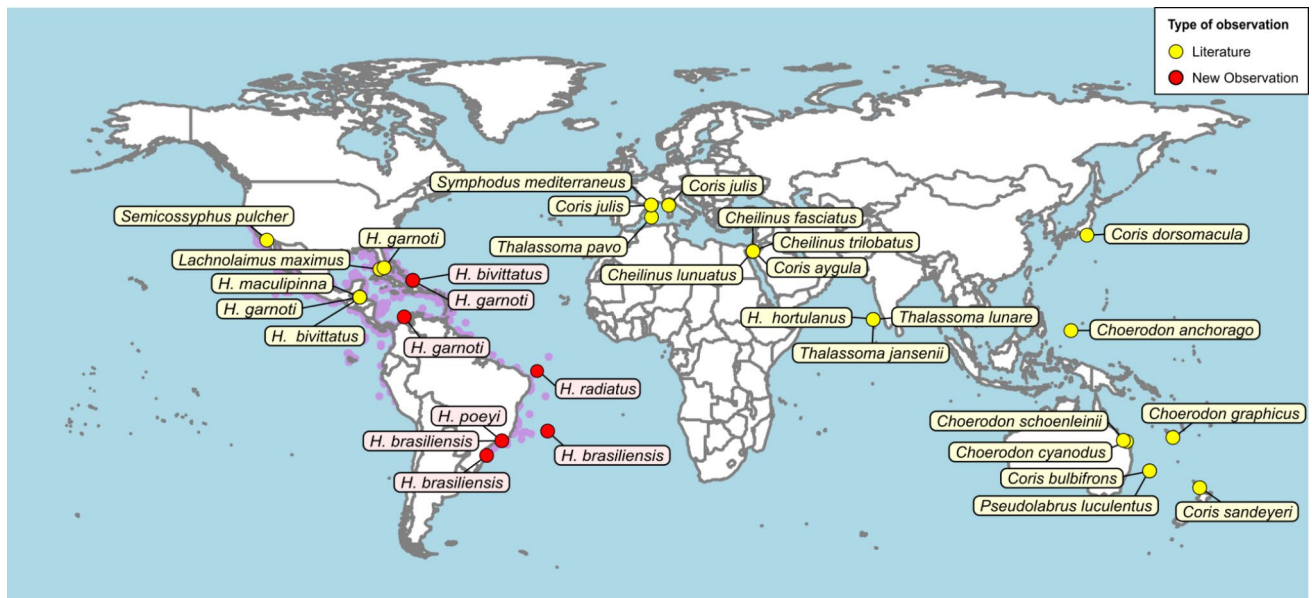 Type of observation
Literature
New Observation
Symphodus mediterraneus
Coris julis
Coris julis
Cheilinus fasciatus
Semicossyphus pulcher
H. garnoti
Thalassoma pavo
Cheilinus trilobatus
Coris dorsomacula
Lachnolaimus maximus
Cheilinus lunuatus
Coris aygula
H. bivittatus
H. maculipinna
H. garnoti
H. garnoti
H. hortulanus
Thalassoma lunare
H. bivittatus
Choerodon anchorago
H. garnoti
Thalassoma jansenii
H. radiatus
H. poeyi
Choerodon schoenleinii
Choerodon graphicus
H. brasiliensis
H. brasiliensis
Choerodon cyanodus
H. brasiliensis
Coris bulbifrons
Pseudolabrus luculentus
Coris sandeyeri